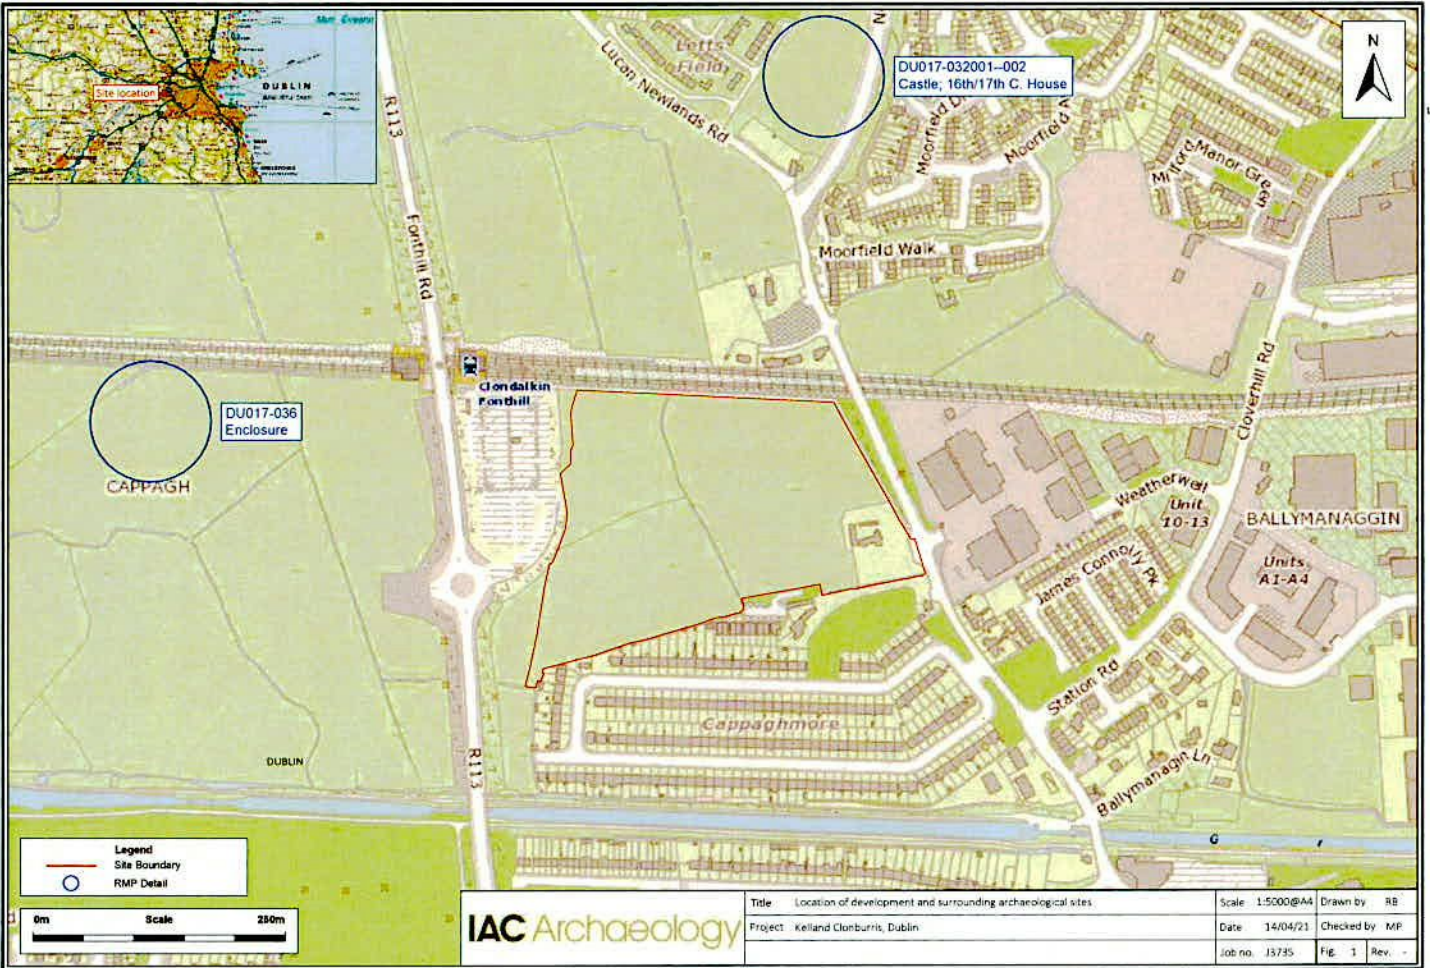 Site location
DUBLIN
R113
Fonthill Rd
Letts
Field
Lucan Newlands Rd
N
DU017-032001--002
Castle; 16th/17th C. House
N
Moorfield
Moorfield
Manor Green
Moorfield Walk
Cloverhill Rd
Clondalkin
Fonthill
DU017-036
Enclosure
CAPPAGH
Weatherwell
Unit
10-13
BALLYMANAGGIN
James Connolly Pk
Units
A1-A4
Station Rd
Cappaghmore
R113
DUBLIN
Ballymanagin Ln
G r
Legend
Site Boundary
RMP Detail
0m Scale 250m
IAC Archaeology
Title Location of development and surrounding archaeological sites
Project Kelland Clonburris, Dublin
Scale 1:5000@A4 Drawn by RB
Date 14/04/21 Checked by MP
Job no. J3735 Fig. 1 Rev. -